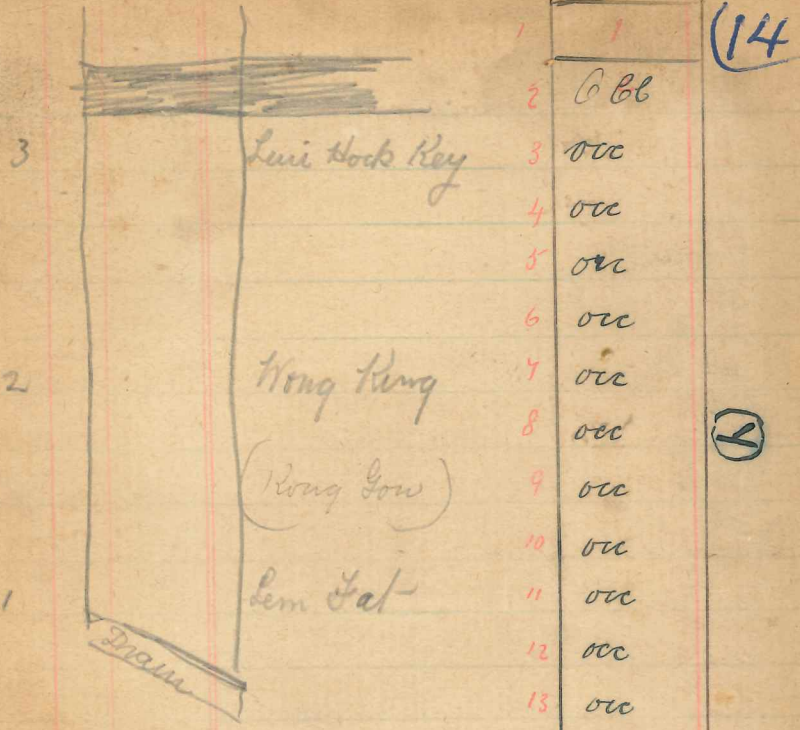 1 1 (14
2
3 Lui Hock Key 3 occ
4 occ
5 occ
6 occ
2 Wong King 7 occ
8 occ
(Kong Gow) 9 occ
10 occ
1 Lem Fat 11 occ
Drain
12 occ
13 occ